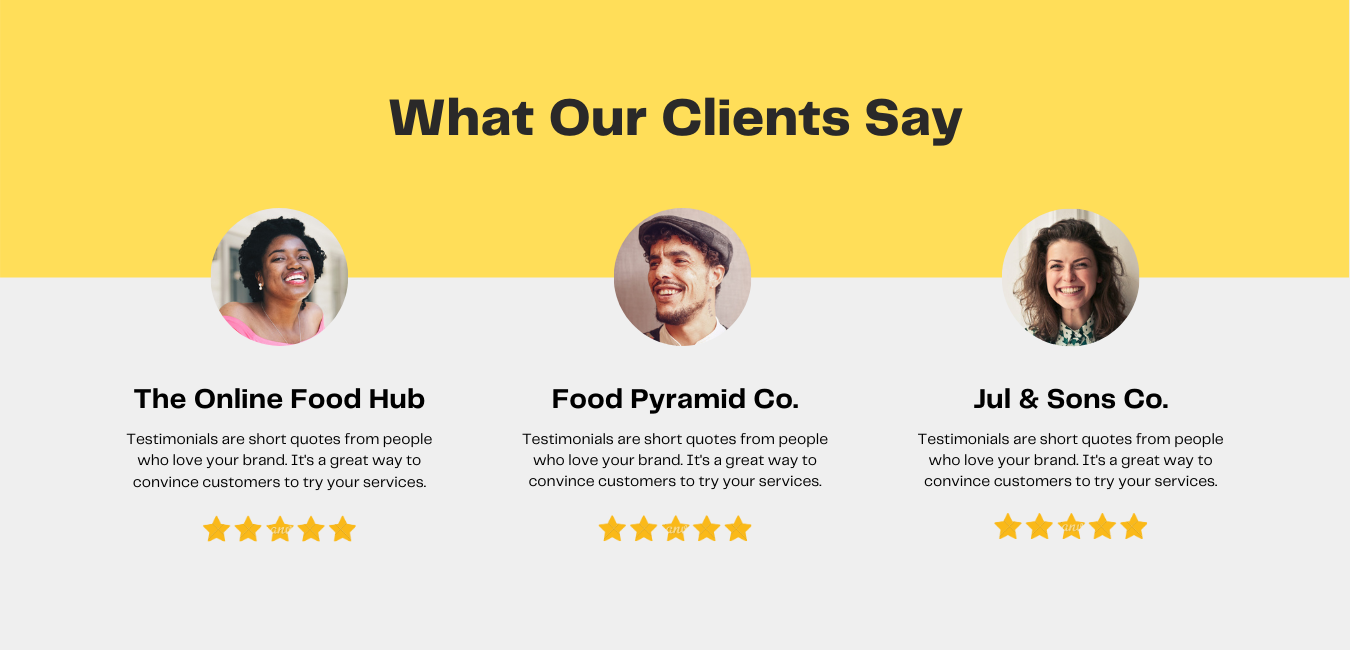 What Our Clients Say
The Online Food Hub
Testimonials are short quotes from people
who love your brand. It's a great way to
convince customers to try your services.
Food Pyramid Co.
Testimonials are short quotes from people
who love your brand. It's a great way to
convince customers to try your services.
Jul & Sons Co.
Testimonials are short quotes from people
who love your brand. It's a great way to
convince customers to try your services.